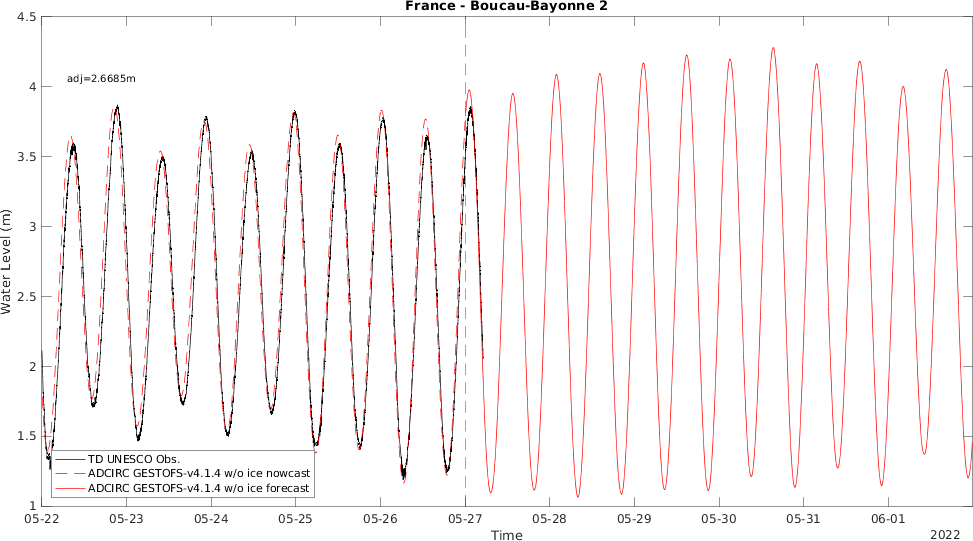 France - Boucau-Bayonne 2
4.5
adj=2.6685m
4
3.5
3
Water Level (m)
2.5
2
1.5
1
TD UNESCO Obs.
ADCIRC GESTOFS-v4.1.4 w/o ice nowcast
ADCIRC GESTOFS-v4.1.4 w/o ice forecast
05-22 05-23 05-24 05-25 05-26 05-27 05-28 05-29 05-30 05-31 06-01
Time
2022